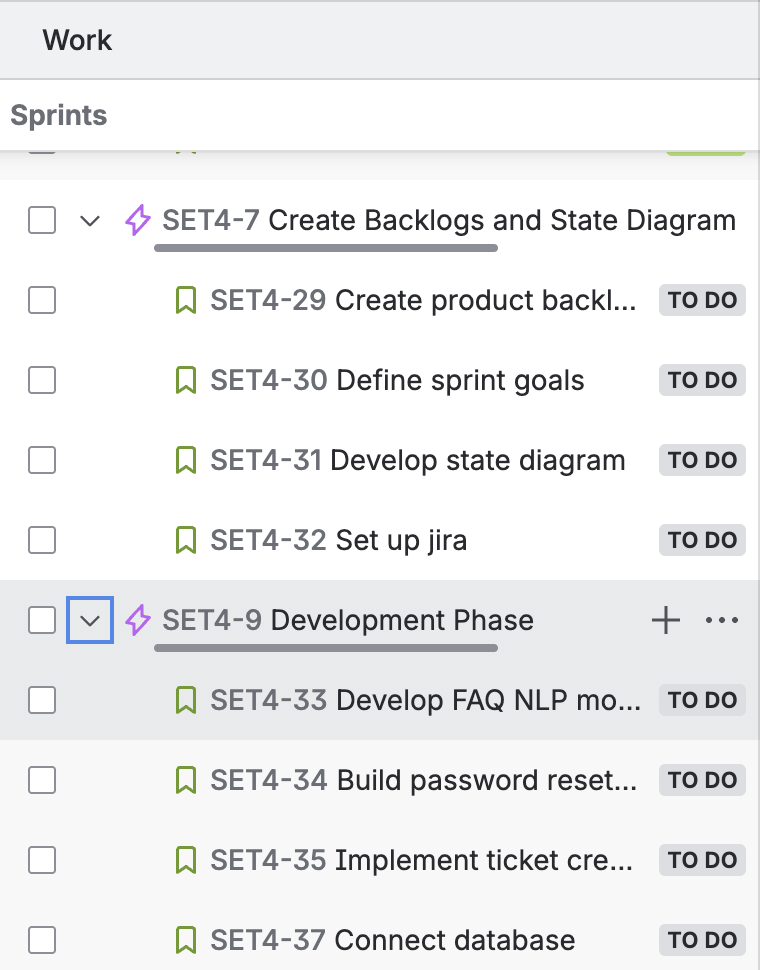 Work
Sprints
SET4-7 Create Backlogs and State Diagram
SET4-29 Create product backl... TO DO
SET4-30 Define sprint goals TO DO
SET4-31 Develop state diagram TO DO
SET4-32 Set up jira TO DO
SET4-9 Development Phase
SET4-33 Develop FAQ NLP mo... TO DO
SET4-34 Build password reset... TO DO
SET4-35 Implement ticket cre... TO DO
SET4-37 Connect database TO DO